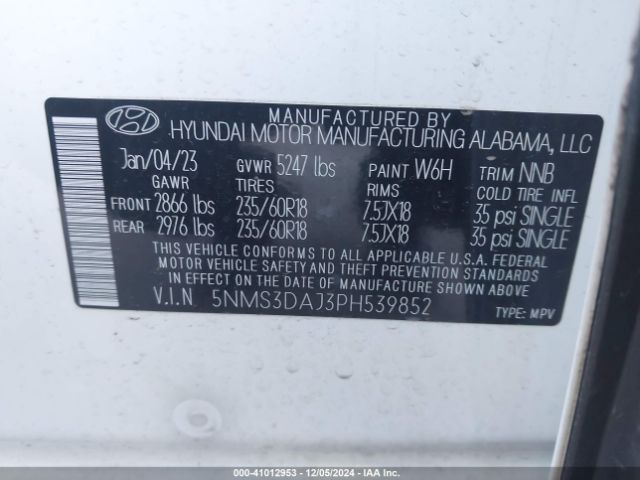 MANUFACTURED BY
HYUNDAI MOTOR MANUFACTURING ALABAMA, LLC
Jan/04/23 GVWR 5247 lbs PAINT W6H TRIM NNB
GAWR TIRES RIMS COLD TIRE INFL
FRONT 2866 lbs 235/60R18 7.5JX18 35 psi SINGLE
REAR 2976 lbs 235/60R18 7.5JX18 35 psi SINGLE
THIS VEHICLE CONFORMS TO ALL APPLICABLE U.S.A. FEDERAL
MOTOR VEHICLE SAFETY AND THEFT PREVENTION STANDARDS
IN EFFECT ON THE DATE OF MANUFACTURE SHOWN ABOVE.
V.I.N 5NMS3DAJ3PH539852 TYPE: MPV
000-41012953 - 12/05/2024 - IAA, Inc.